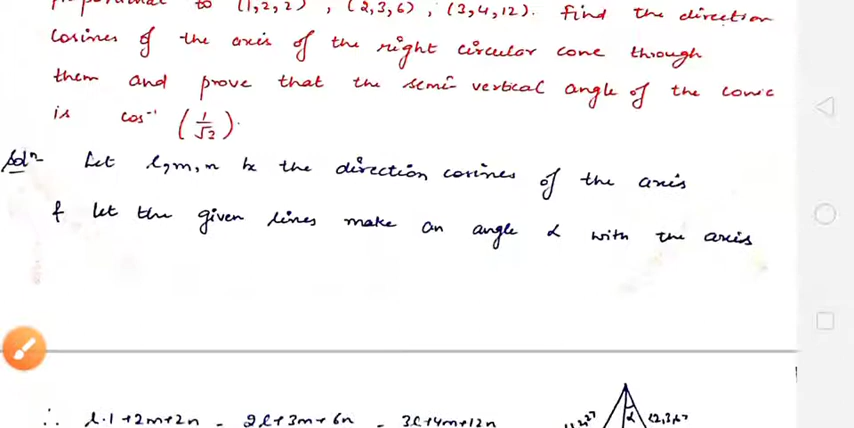 to (1,2,2), (2,3,6), (3,4,12). Find the direction
cosines of the axis of the right circular cone through
them and prove that the semi-vertical angle of the conic
is cos⁻¹ (1/√2).
Solⁿ Let l,m,n be the direction cosines of the axis
& let the given lines make an angle α with the axis
∴ l.1+2m+2n = 2l+3m+6n = 3l+4m+12n
α